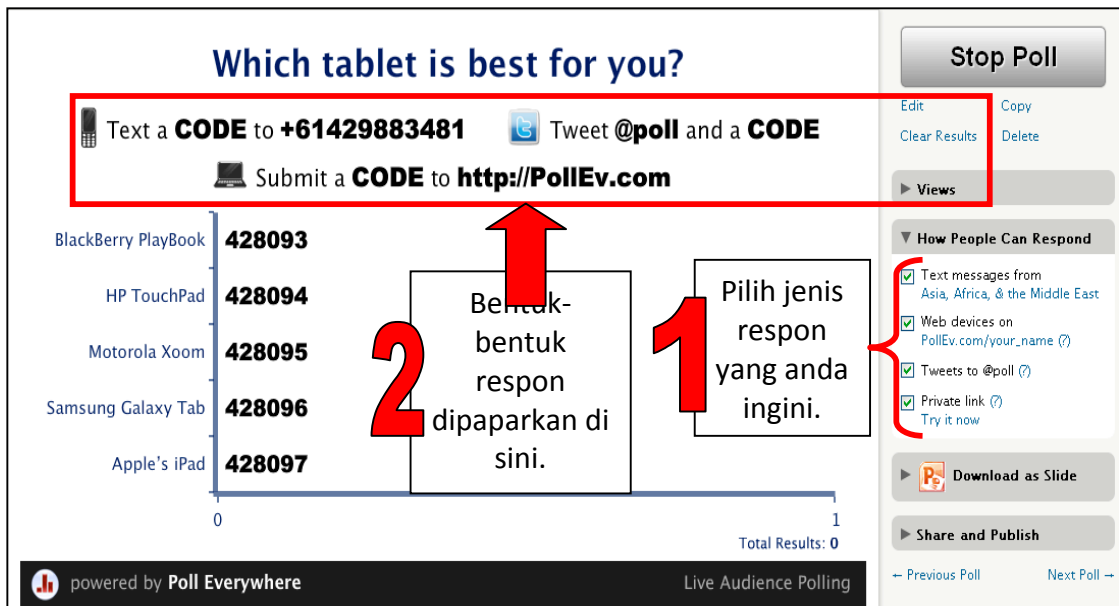 Which tablet is best for you?
Text a CODE to +61429883481
Tweet @poll and a CODE
Submit a CODE to http://PollEv.com
BlackBerry PlayBook 428093
HP TouchPad 428094
Motorola Xoom 428095
Samsung Galaxy Tab 428096
Apple's iPad 428097
0 1
Total Results: 0
2
Bentuk-
bentuk
respon
dipaparkan di
sini.
1
Pilih jenis
respon
yang anda
ingini.
powered by Poll Everywhere
Live Audience Polling
Stop Poll
Edit Copy
Clear Results Delete
Views
How People Can Respond
Text messages from
Asia, Africa, & the Middle East
Web devices on
PollEv.com/your_name (?)
Tweets to @poll (?)
Private link (?)
Try it now
Download as Slide
Share and Publish
← Previous Poll Next Poll →